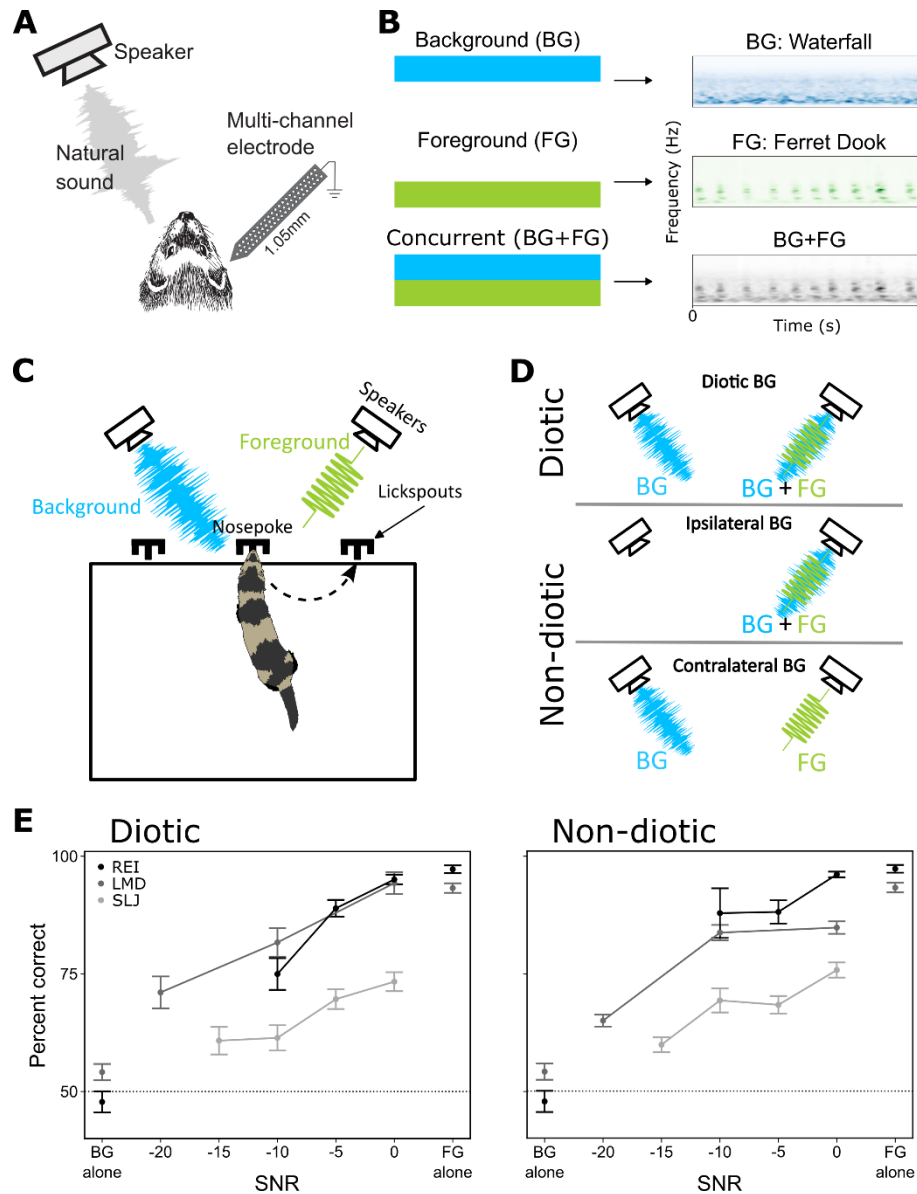 A
Speaker
Natural
sound
Multi-channel
electrode
1.05mm
B
Background (BG)
Foreground (FG)
Concurrent (BG+FG)
BG: Waterfall
FG: Ferret Dook
BG+FG
Frequency (Hz)
0
Time (s)
C
Speakers
Foreground
Background
Nosepoke
Lickspouts
D
Diotic
Diotic BG
BG
BG + FG
Non-diotic
Ipsilateral BG
BG + FG
Contralateral BG
BG
FG
E
Diotic
REI
LMD
SLJ
Percent correct
100
75
50
BG
alone
-20
-15
-10
-5
0
FG
alone
SNR
Non-diotic
BG
alone
-20
-15
-10
-5
0
FG
alone
SNR